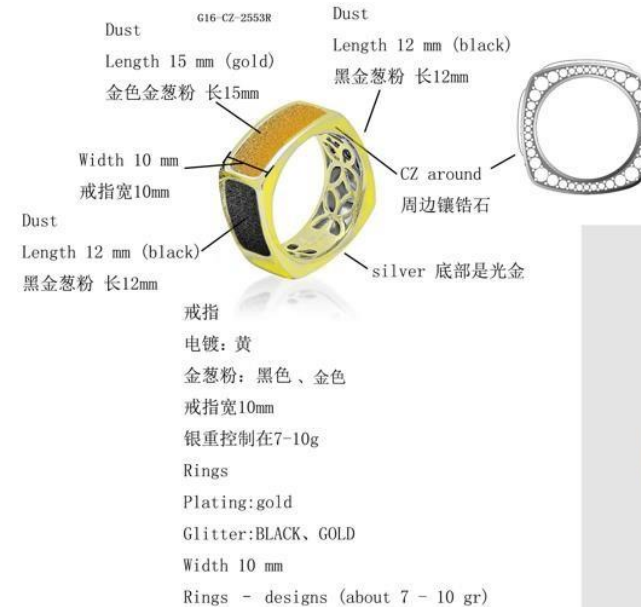 G16-CZ-2553R
Dust
Length 15 mm (gold)
金色金葱粉 长15mm
Dust
Length 12 mm (black)
黑金葱粉 长12mm
Width 10 mm
戒指宽10mm
CZ around
周边镶锆石
Dust
Length 12 mm (black)
黑金葱粉 长12mm
silver 底部是光金
戒指
电镀：黄
金葱粉：黑色 、金色
戒指宽10mm
银重控制在7-10g
Rings
Plating:gold
Glitter:BLACK、GOLD
Width 10 mm
Rings - designs (about 7 - 10 gr)